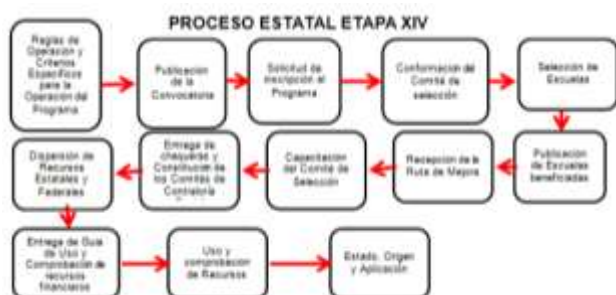 PROCESO ESTATAL ETAPA XIV
Reglas de
Operación y
Criterios
Específicos
para la
Operación del
Programa
Publicación
de la
Convocatoria
Solicitud de
Inscripción al
Programa
Conformación del
Comité de
selección
Selección de
Escuelas
Publicación
de Escuelas
beneficiadas
Recepción de la
Ruta de Mejora
Capacitación
del Comité de
Selección
Entrega de
chequeras y
Constitución de
los Comités de
Contraloría
Dispersión de
Recursos
Estatales y
Federales
Entrega de Guía
de Uso y
Comprobación de
recursos
financieros
Uso y
comprobación
de Recursos
Estado, Origen
y Aplicación